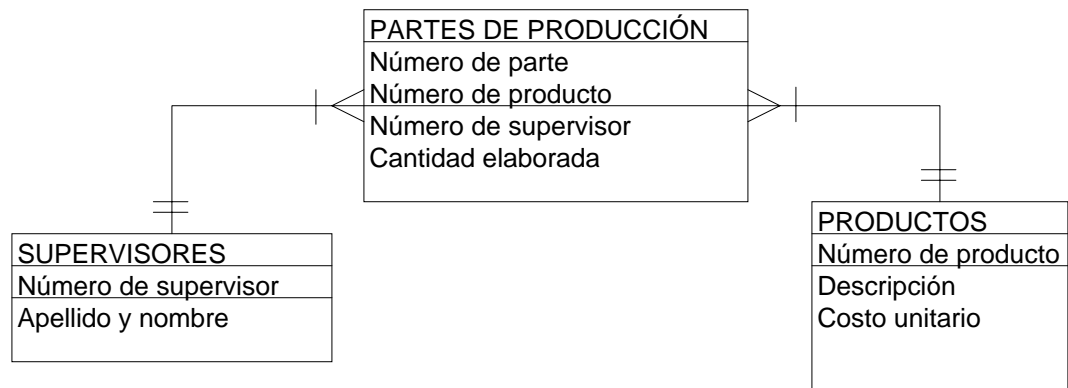 PARTES DE PRODUCCIÓN
Número de parte
Número de producto
Número de supervisor
Cantidad elaborada
SUPERVISORES
Número de supervisor
Apellido y nombre
PRODUCTOS
Número de producto
Descripción
Costo unitario